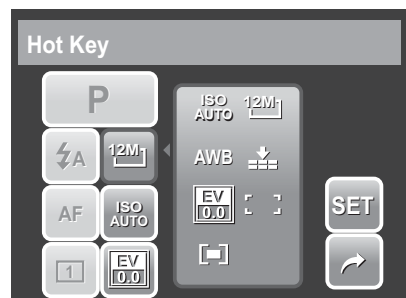 Hot Key
P
A 12M
AF ISO AUTO
1 EV 0.0
ISO AUTO 12M
AWB
EV 0.0
SET